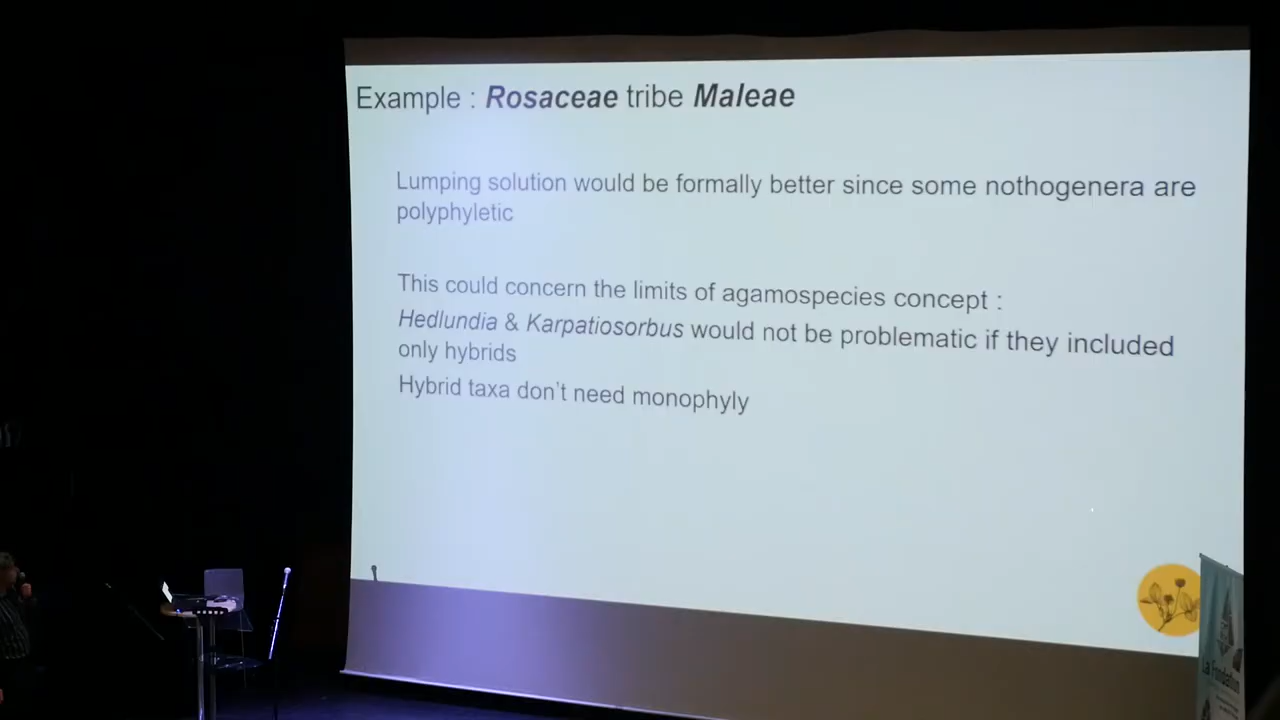 Example : Rosaceae tribe Maleae
Lumping solution would be formally better since some nothogenera are
polyphyletic
This could concern the limits of agamospecies concept :
Hedlundia & Karpatiosorbus would not be problematic if they included
only hybrids
Hybrid taxa don't need monophyly
La Fondation